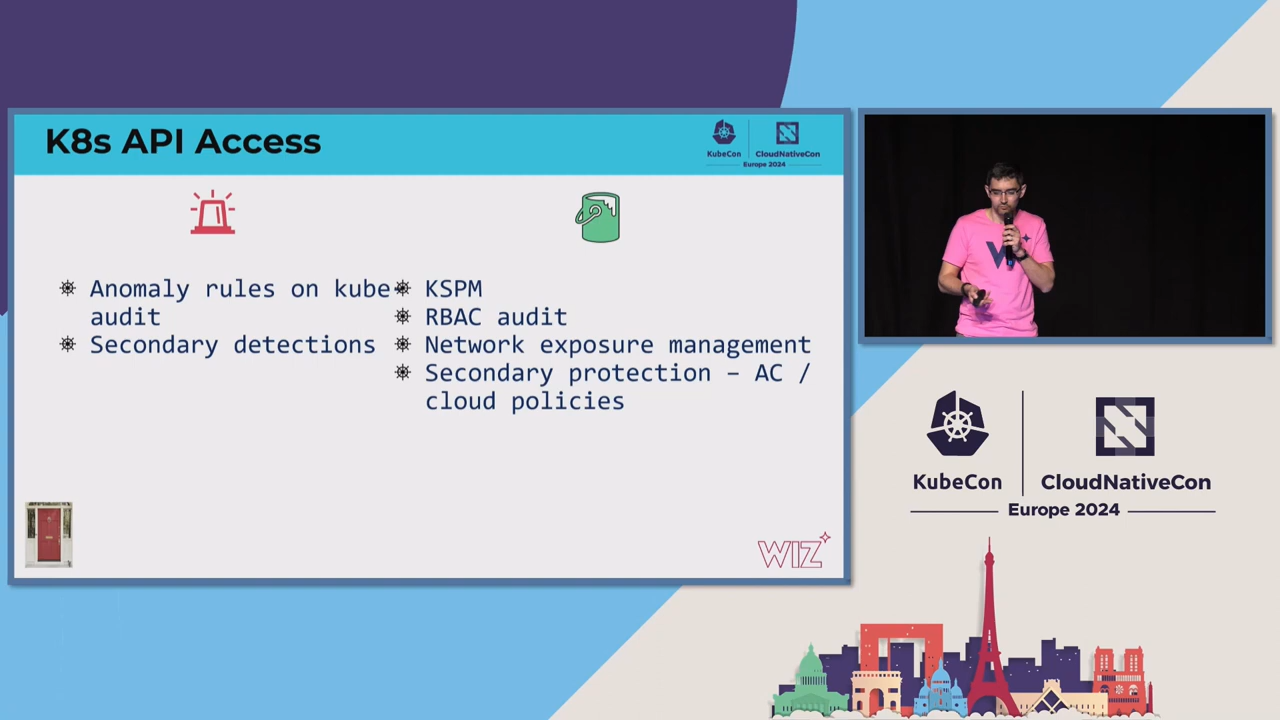 K8s API Access
KubeCon
CloudNativeCon
Europe 2024
Anomaly rules on kube
audit
Secondary detections
KSPM
RBAC audit
Network exposure management
Secondary protection – AC /
cloud policies
WIZ
W
KubeCon
CloudNativeCon
Europe 2024